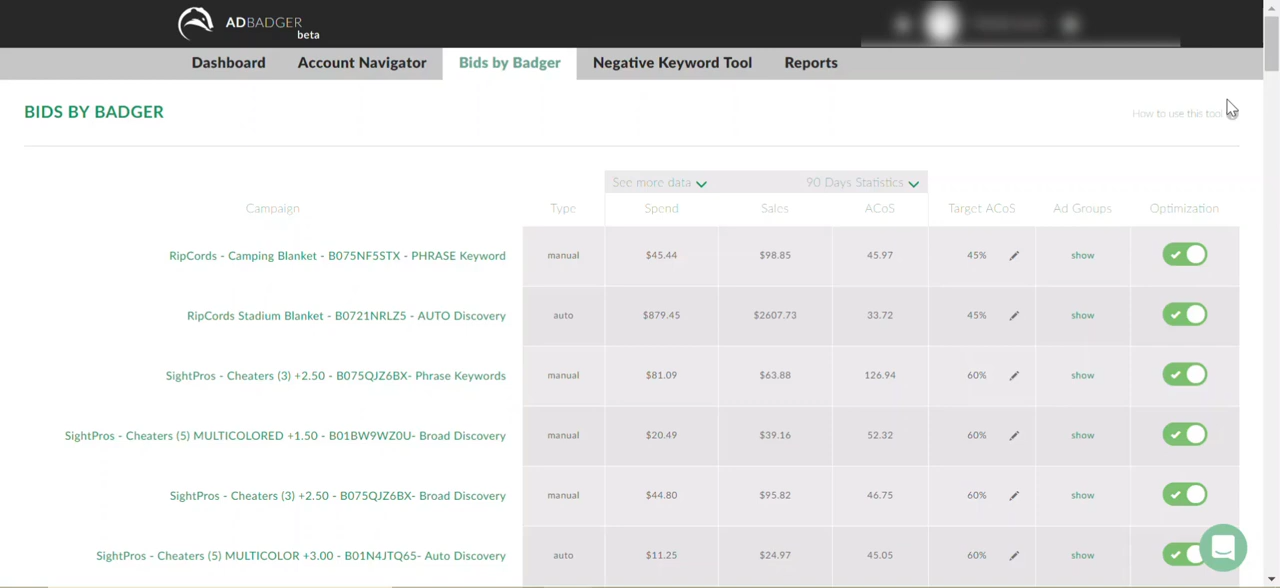 ADBADGER
beta
Dashboard Account Navigator Bids by Badger Negative Keyword Tool Reports
BIDS BY BADGER
How to use this tool
See more data 90 Days Statistics
Campaign Type Spend Sales ACoS Target ACoS Ad Groups Optimization
RipCords - Camping Blanket - B075NF5STX - PHRASE Keyword manual $45.44 $98.85 45.97 45% show
RipCords Stadium Blanket - B0721NRLZ5 - AUTO Discovery auto $879.45 $2607.73 33.72 45% show
SightPros - Cheaters (3) +2.50 - B075QJZ6BX- Phrase Keywords manual $81.09 $63.88 126.94 60% show
SightPros - Cheaters (5) MULTICOLORED +1.50 - B01BW9WZ0U- Broad Discovery manual $20.49 $39.16 52.32 60% show
SightPros - Cheaters (3) +2.50 - B075QJZ6BX- Broad Discovery manual $44.80 $95.82 46.75 60% show
SightPros - Cheaters (5) MULTICOLOR +3.00 - B01N4JTQ65- Auto Discovery auto $11.25 $24.97 45.05 60% show